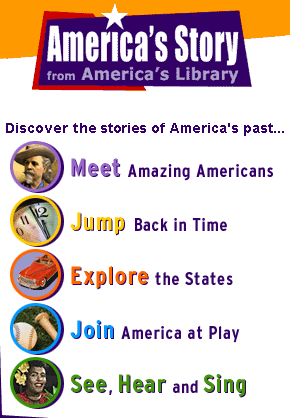 America's Story
from America's Library
Discover the stories of America's past...
Meet Amazing Americans
Jump Back in Time
Explore the States
Join America at Play
See, Hear and Sing